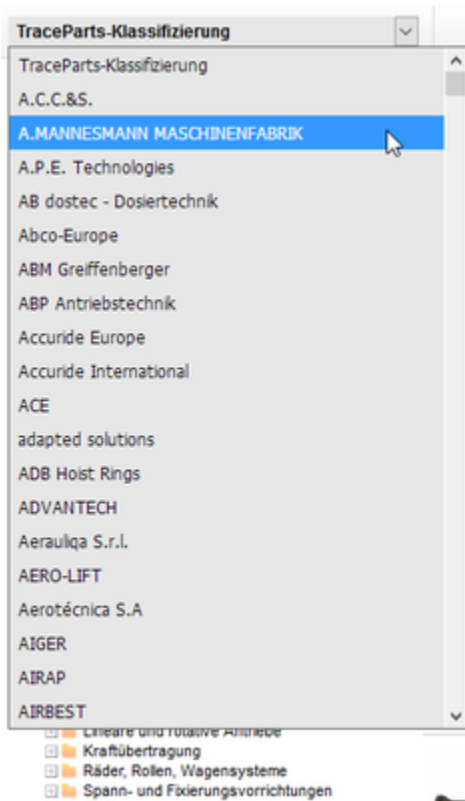 TraceParts-Klassifizierung
TraceParts-Klassifizierung
A.C.C.&S.
A.MANNESMANN MASCHINENFABRIK
A.P.E. Technologies
AB dostec - Dosiertechnik
Abco-Europe
ABM Greiffenberger
ABP Antriebstechnik
Accuride Europe
Accuride International
ACE
adapted solutions
ADB Hoist Rings
ADVANTECH
Aerauliqa S.r.l.
AERO-LIFT
Aerotécnica S.A
AIGER
AIRAP
AIRBEST
Lineare und rotative Antriebe
Kraftübertragung
Räder, Rollen, Wagensysteme
Spann- und Fixierungsvorrichtungen